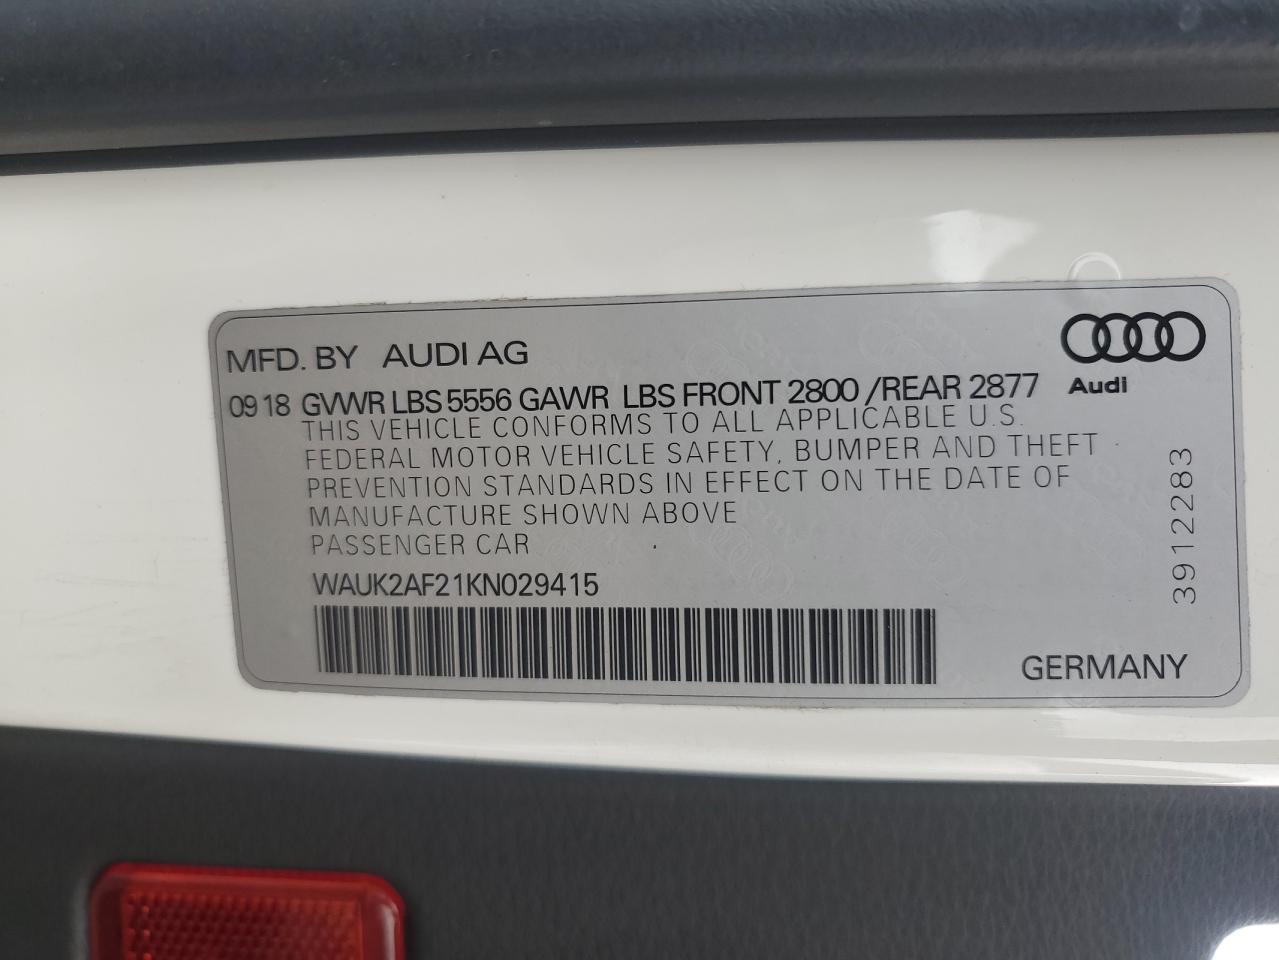 MFD. BY AUDI AG
Audi
09 18 GVWR LBS 5556 GAWR LBS FRONT 2800 /REAR 2877
THIS VEHICLE CONFORMS TO ALL APPLICABLE U.S.
FEDERAL MOTOR VEHICLE SAFETY, BUMPER AND THEFT
PREVENTION STANDARDS IN EFFECT ON THE DATE OF
MANUFACTURE SHOWN ABOVE
PASSENGER CAR
WAUK2AF21KN029415
3912283
GERMANY